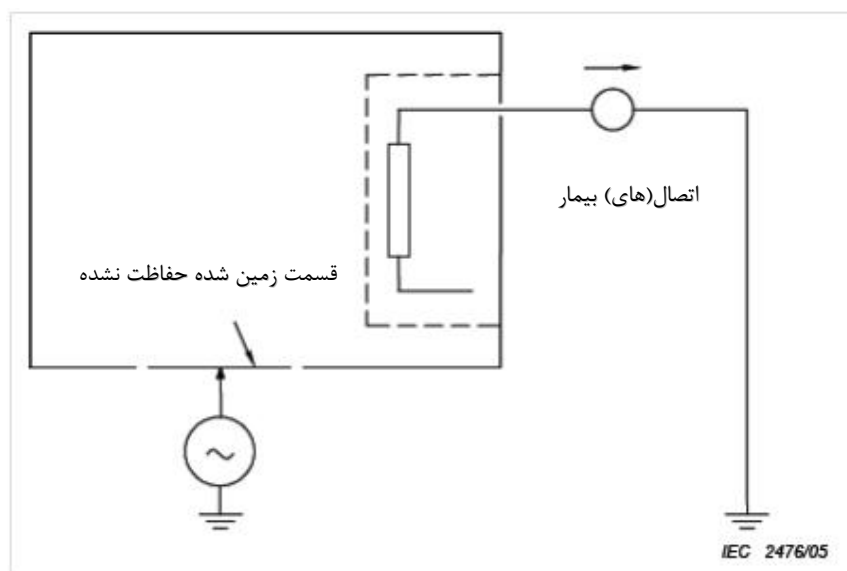 اتصال(های) بیمار
قسمت زمین شده حفاظت نشده
IEC 2476/05